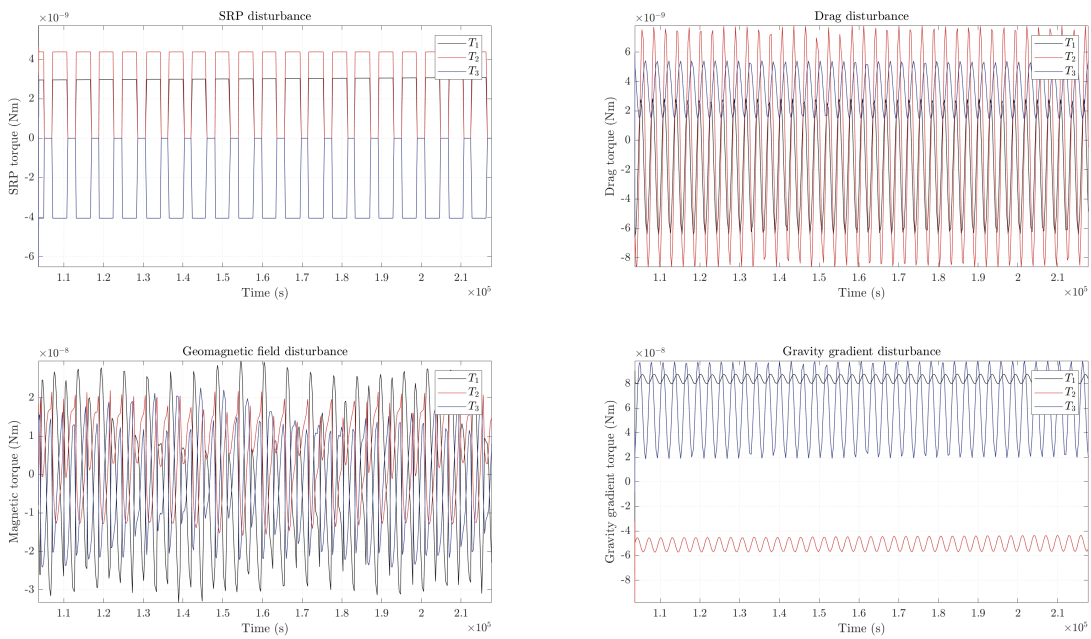 SRP disturbance
×10⁻⁹
SRP torque (Nm)
4
2
0
-2
-4
-6
T₁
T₂
T₃
1.1 1.2 1.3 1.4 1.5 1.6 1.7 1.8 1.9 2 2.1
Time (s)
×10⁵
Drag disturbance
×10⁻⁹
Drag torque (Nm)
6
4
2
0
-2
-4
-6
-8
T₁
T₂
T₃
1.1 1.2 1.3 1.4 1.5 1.6 1.7 1.8 1.9 2 2.1
Time (s)
×10⁵
Geomagnetic field disturbance
×10⁻⁸
Magnetic torque (Nm)
2
1
0
-1
-2
-3
T₁
T₂
T₃
1.1 1.2 1.3 1.4 1.5 1.6 1.7 1.8 1.9 2 2.1
Time (s)
×10⁵
Gravity gradient disturbance
×10⁻⁸
Gravity gradient torque (Nm)
8
6
4
2
0
-2
-4
-6
-8
T₁
T₂
T₃
1.1 1.2 1.3 1.4 1.5 1.6 1.7 1.8 1.9 2 2.1
Time (s)
×10⁵